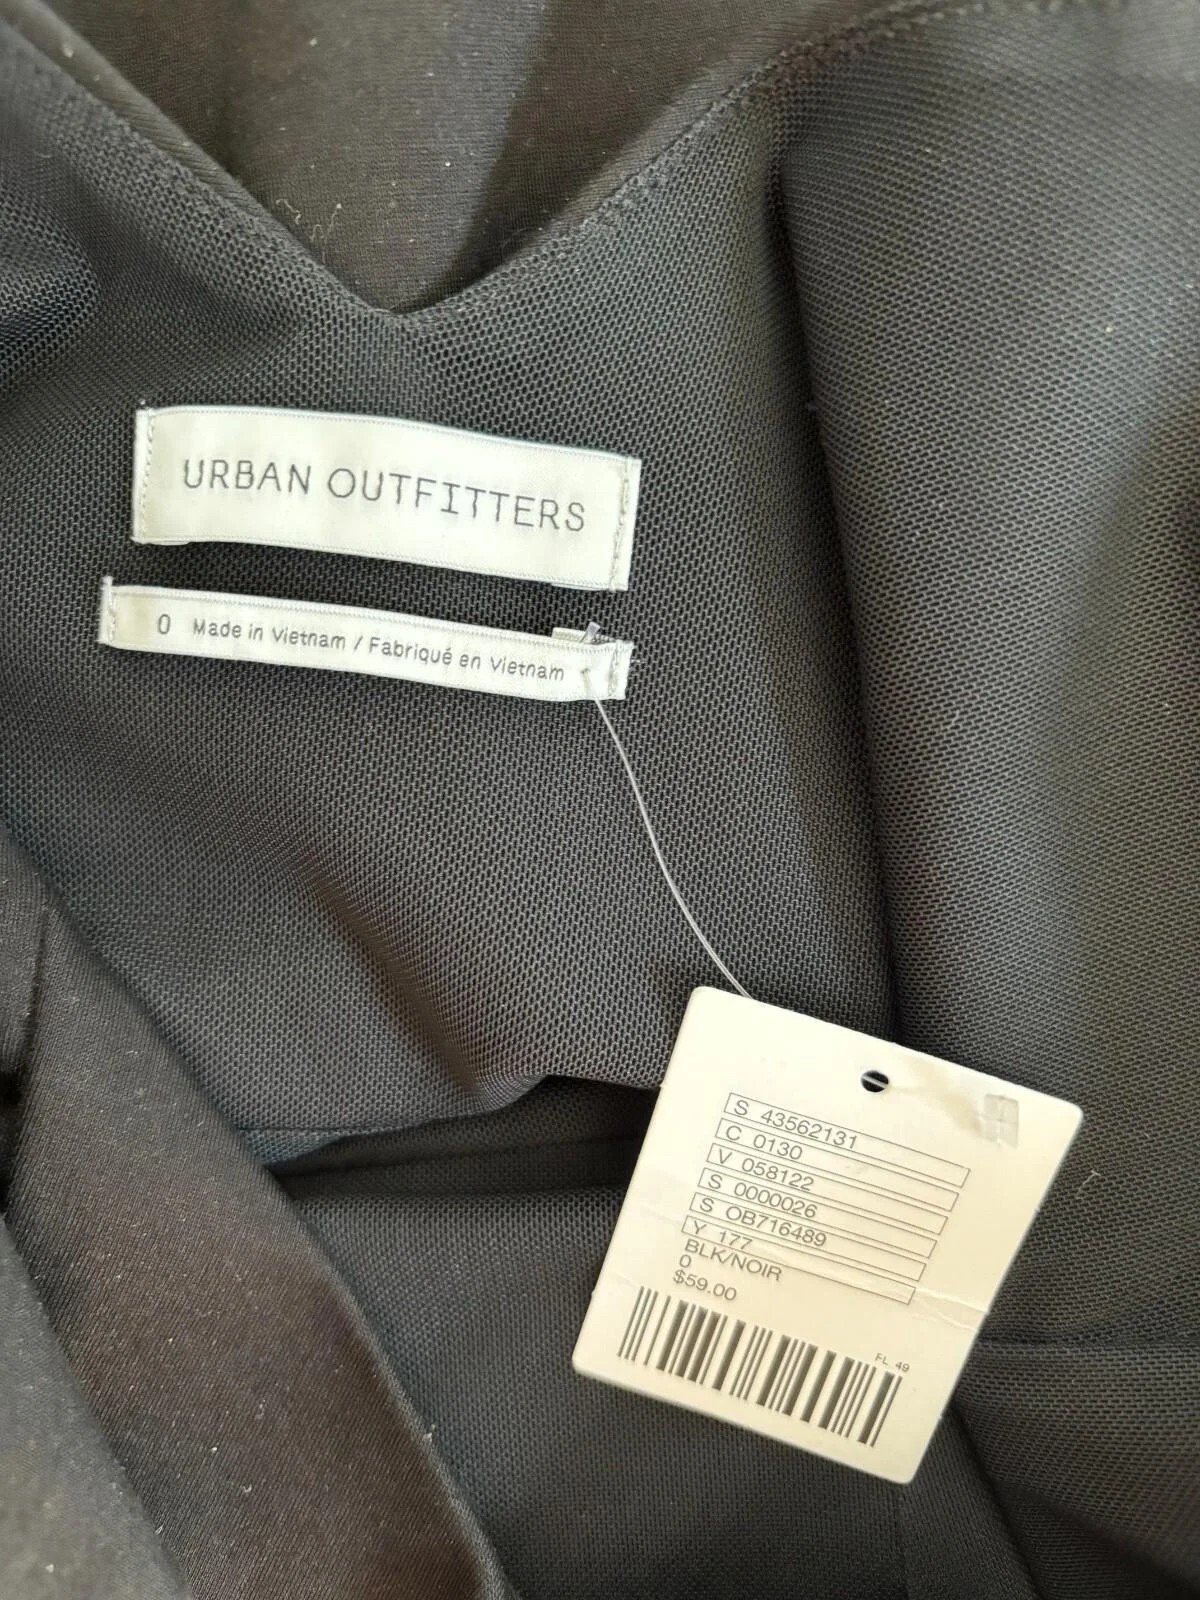 URBAN OUTFITTERS
0 Made in Vietnam / Fabriqué en Vietnam
S 43562131
C 0130
V 058122
S 0000026
S OB716489
Y 177
BLK/NOIR
0
$59.00
FL 49